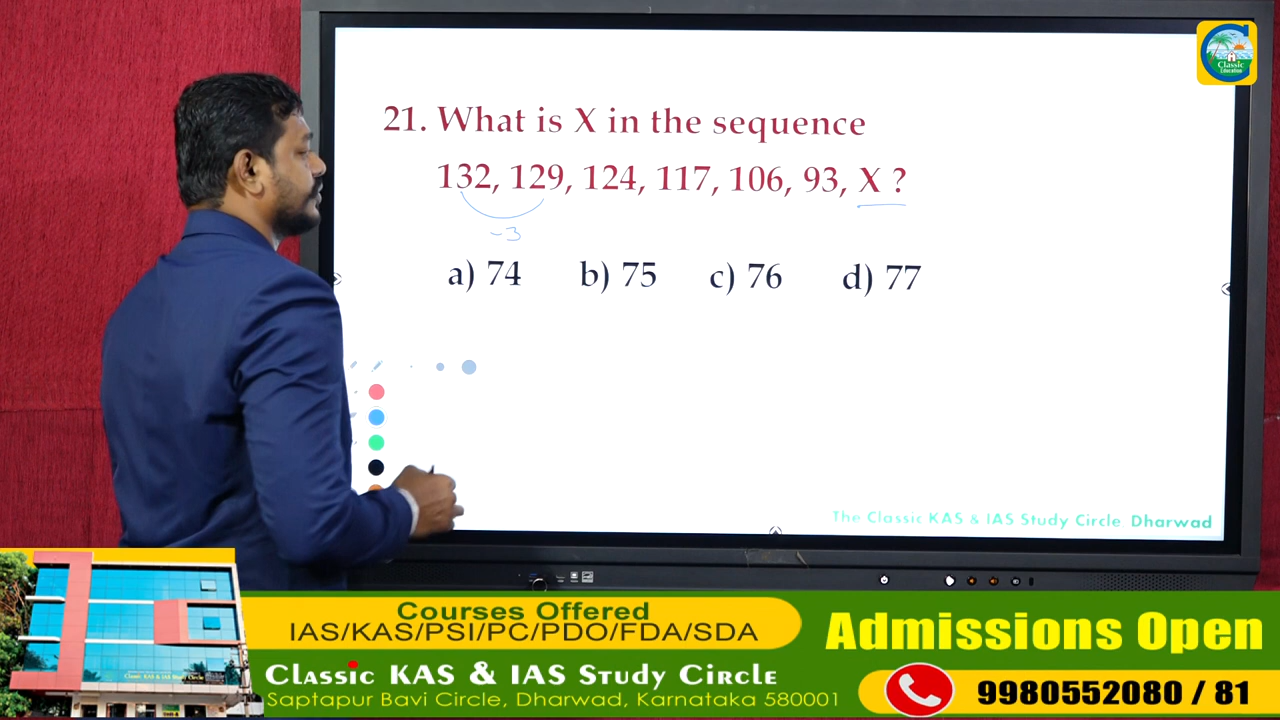 Classic
Education
21. What is X in the sequence
132, 129, 124, 117, 106, 93, X ?
-3
a) 74 b) 75 c) 76 d) 77
The Classic KAS & IAS Study Circle Dharwad
Courses Offered
IAS/KAS/PSI/PC/PDO/FDA/SDA
Admissions Open
Classic KAS & IAS Study Circle
Saptapur Bavi Circle, Dharwad, Karnataka 580001
9980552080 / 81